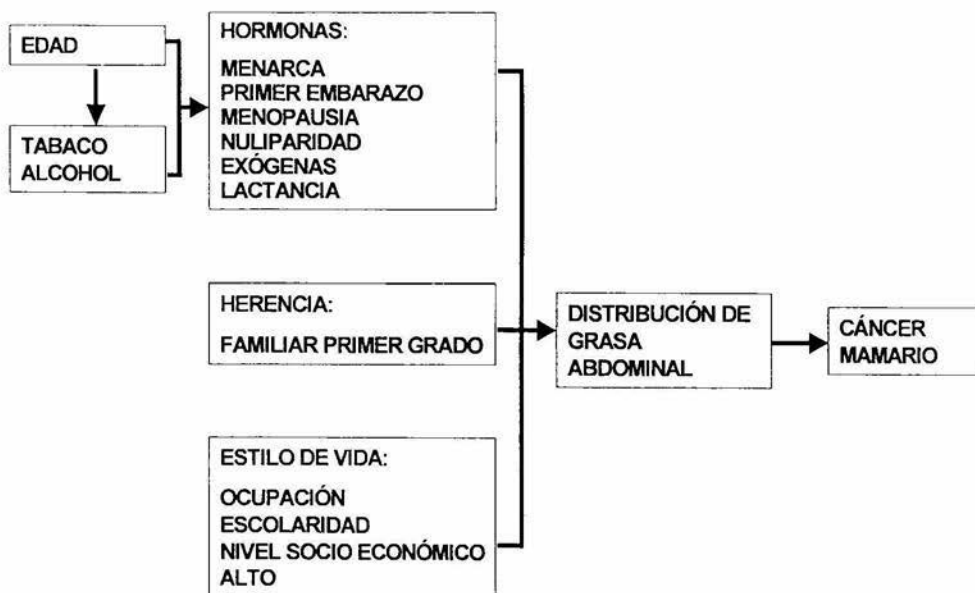 EDAD
TABACO
ALCOHOL
HORMONAS:
MENARCA
PRIMER EMBARAZO
MENOPAUSIA
NULIPARIDAD
EXÓGENAS
LACTANCIA
HERENCIA:
FAMILIAR PRIMER GRADO
ESTILO DE VIDA:
OCUPACIÓN
ESCOLARIDAD
NIVEL SOCIO ECONÓMICO
ALTO
DISTRIBUCIÓN DE
GRASA
ABDOMINAL
CÁNCER
MAMARIO